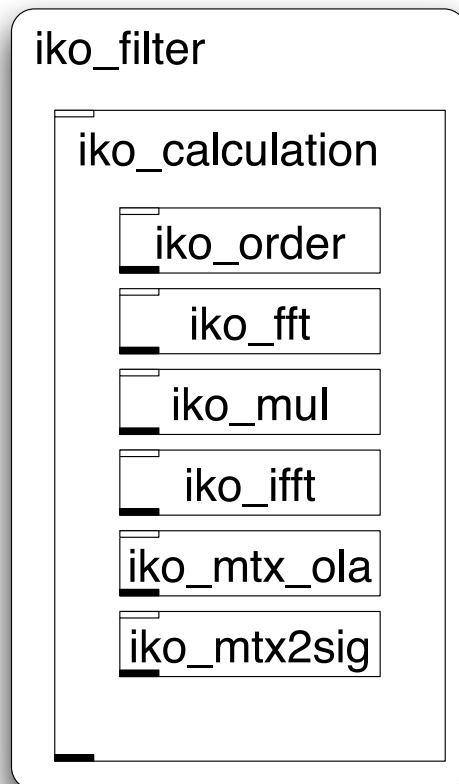 iko_filter
iko_calculation
iko_order
iko_fft
iko_mul
iko_ifft
iko_mtx_ola
iko_mtx2sig